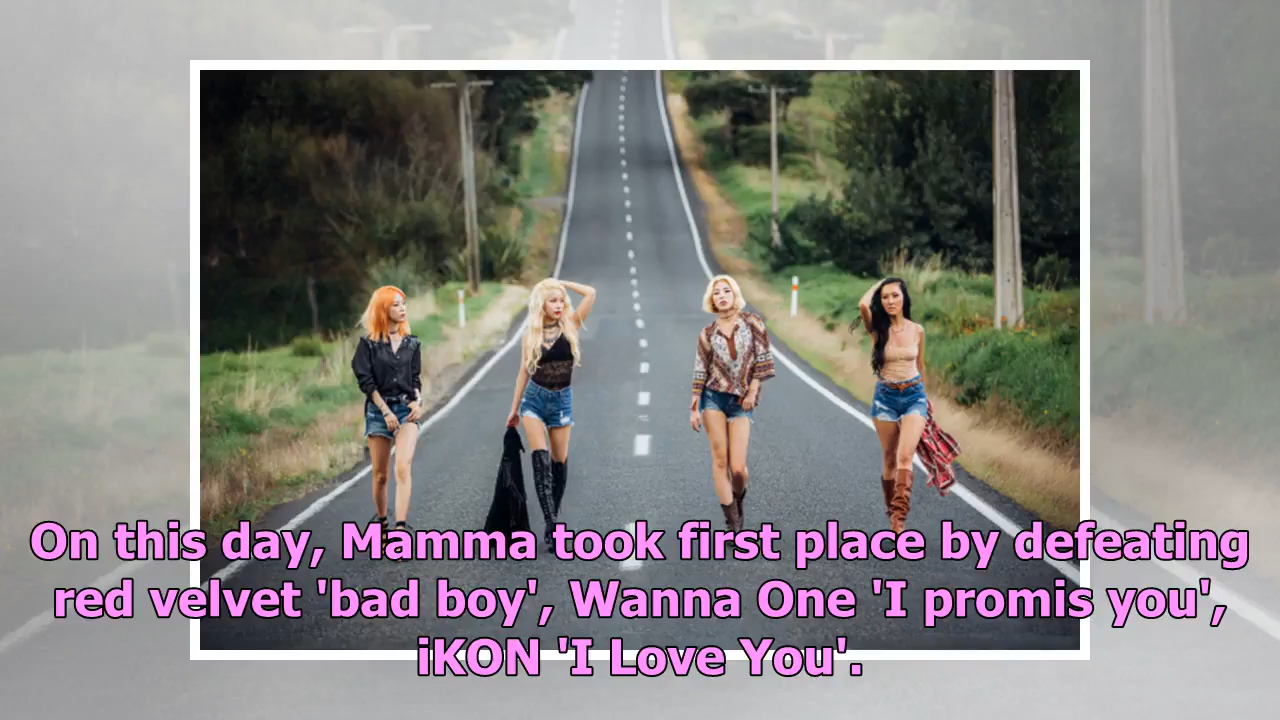 On this day, Mamma took first place by defeating
red velvet 'bad boy', Wanna One 'I promis you',
iKON 'I Love You'.